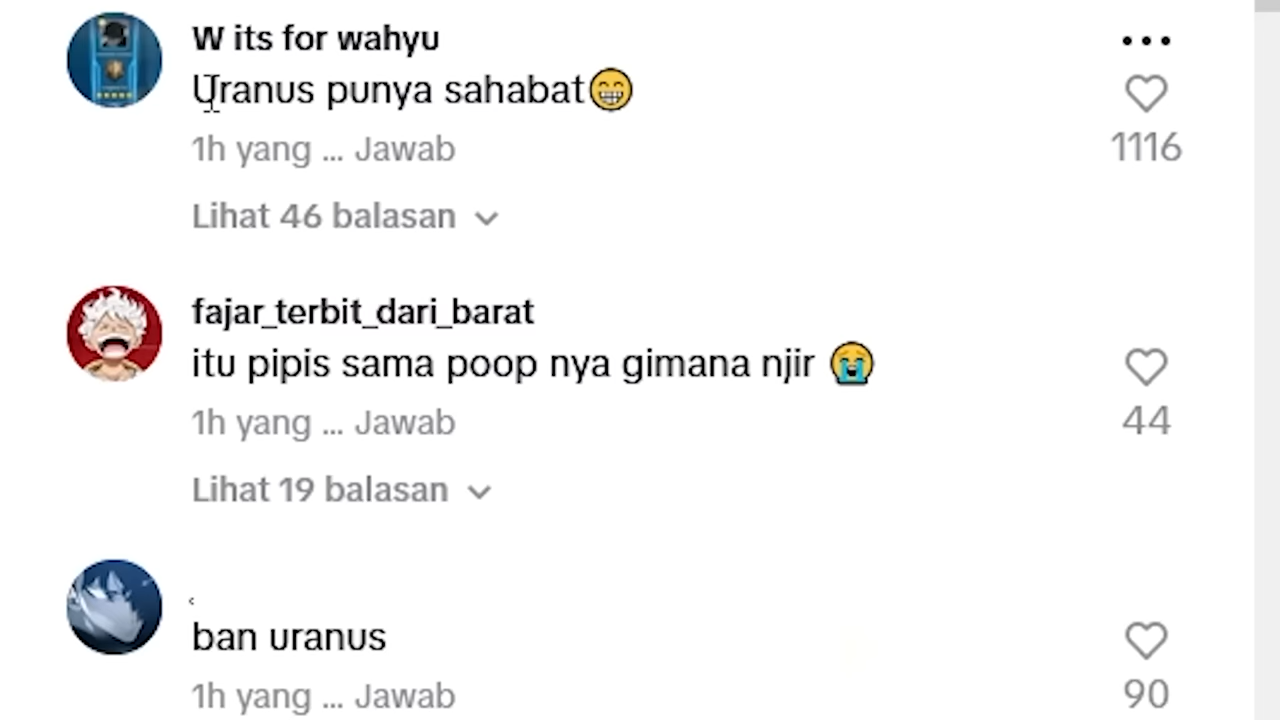 W its for wahyu
Uranus punya sahabat😁
1h yang ... Jawab
1116
Lihat 46 balasan
fajar_terbit_dari_barat
itu pipis sama poop nya gimana njir 😭
1h yang ... Jawab
44
Lihat 19 balasan
ban uranus
1h yang ... Jawab
90